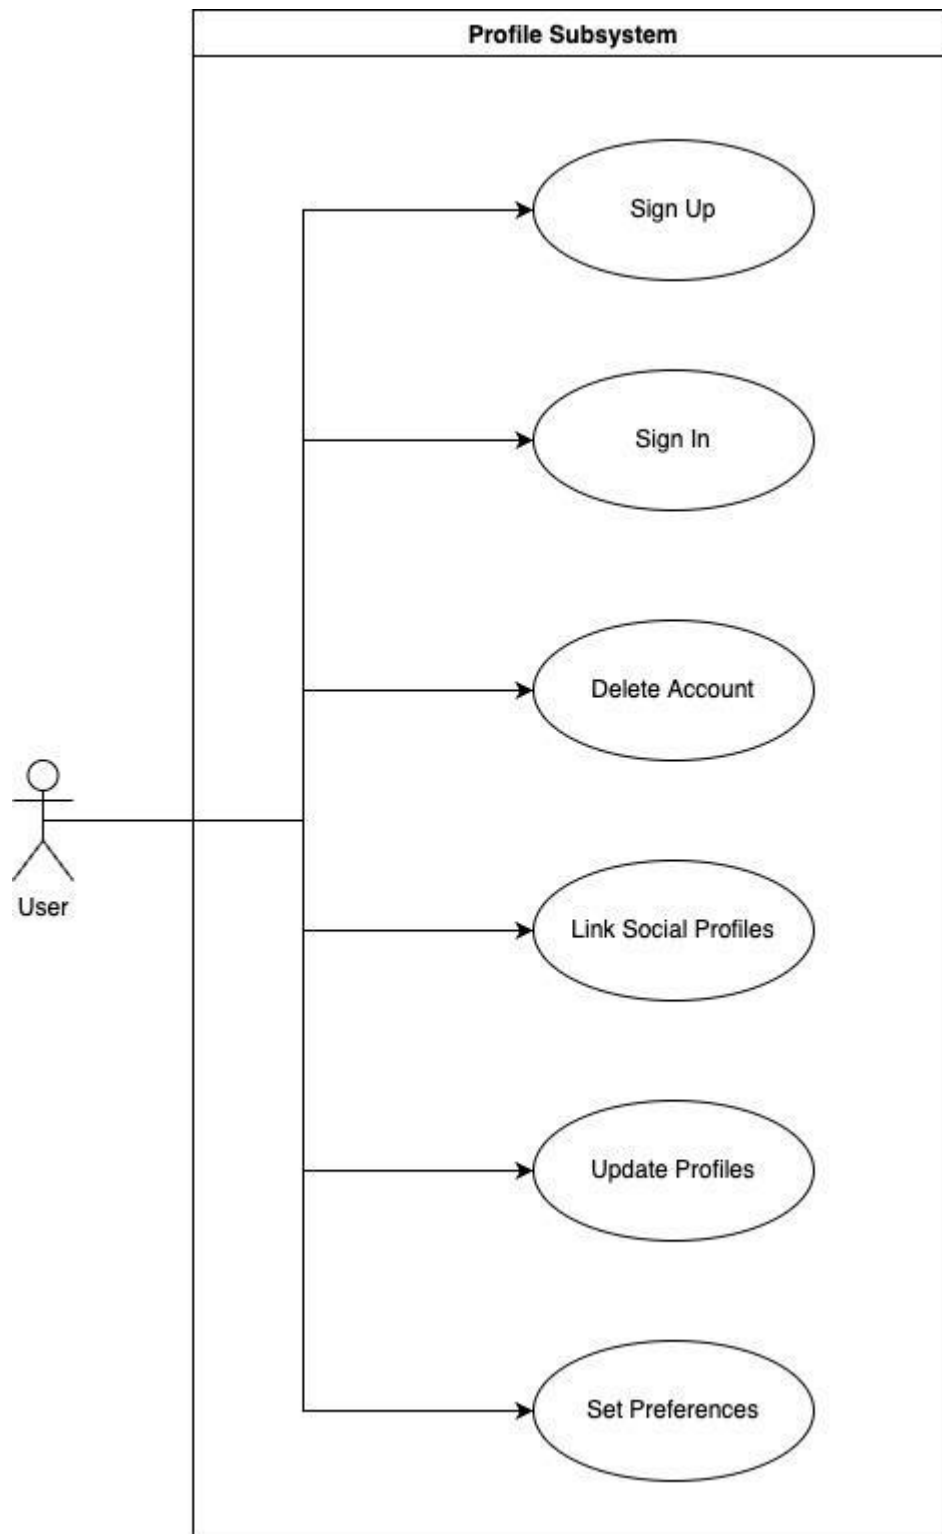 Profile Subsystem
Sign Up
Sign In
Delete Account
User
Link Social Profiles
Update Profiles
Set Preferences